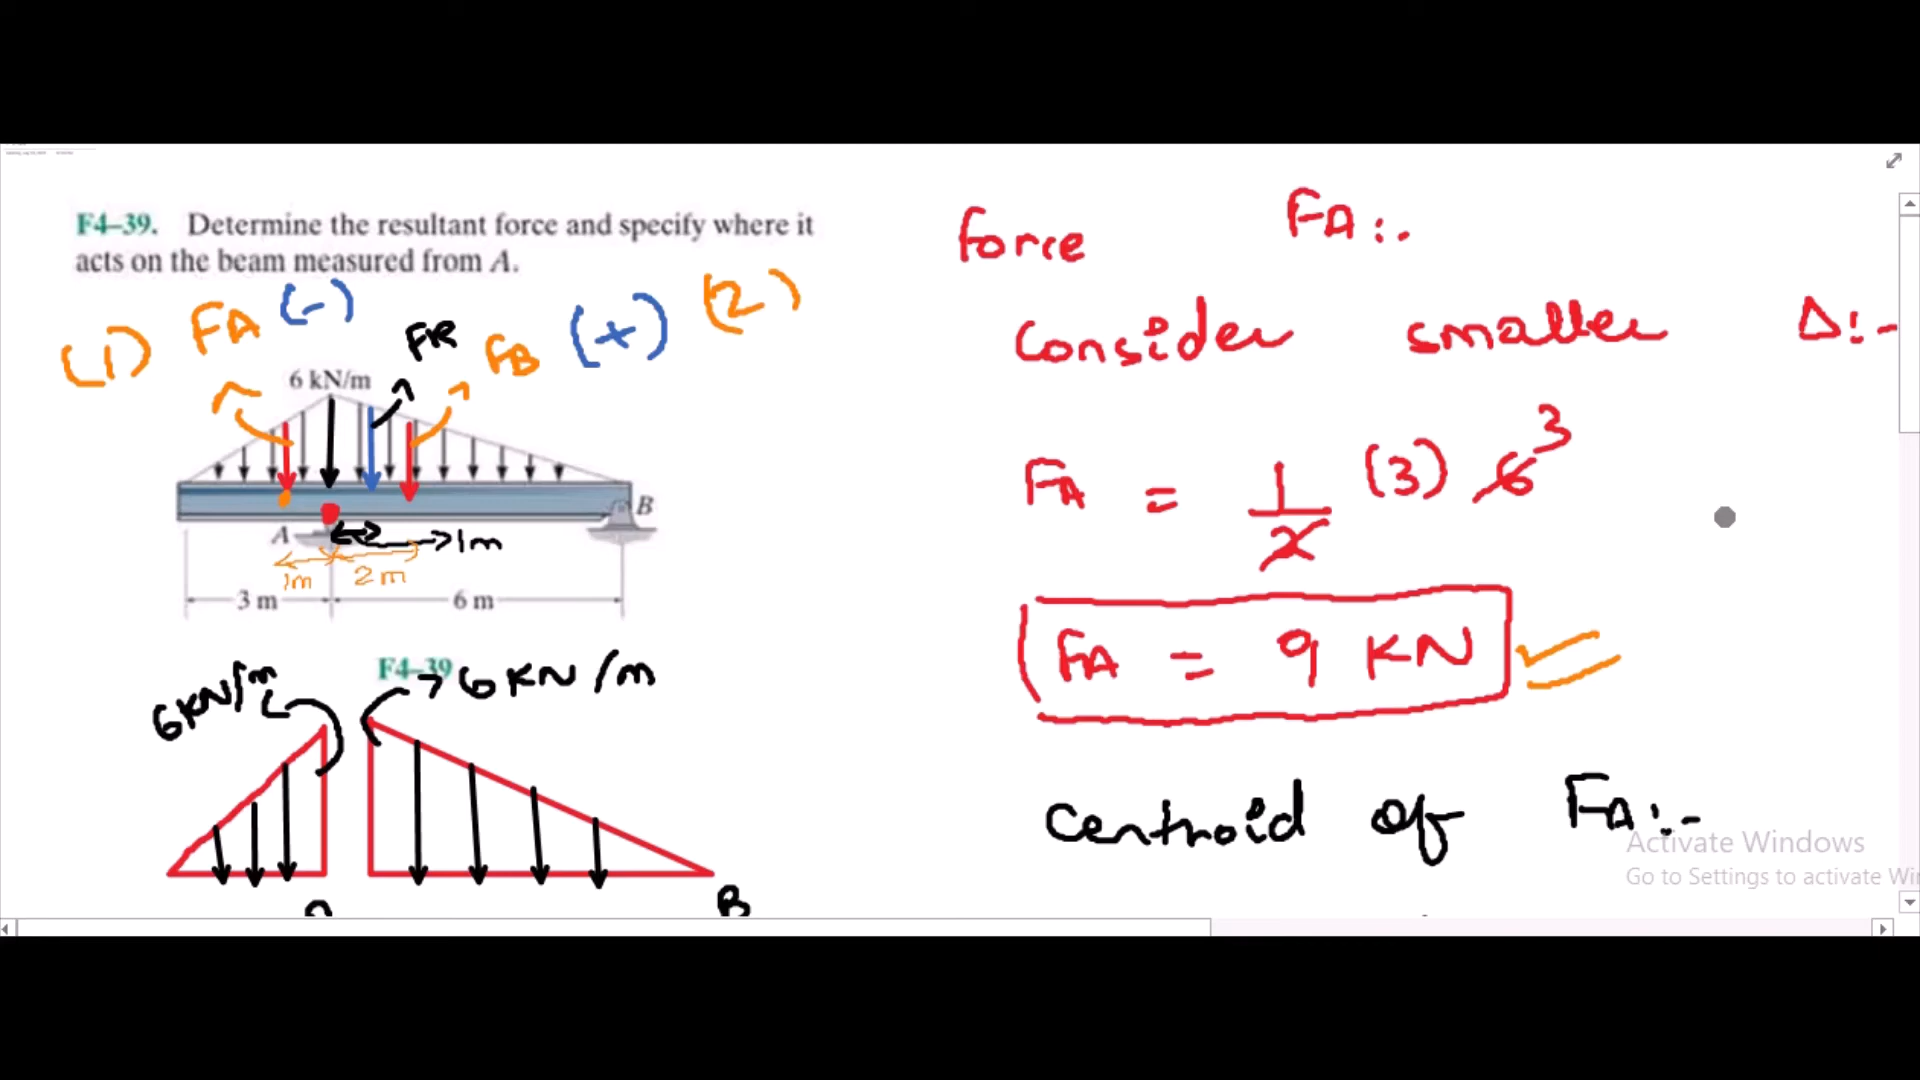 F4–39. Determine the resultant force and specify where it
acts on the beam measured from A.
(1) FA (-) FR FB (+) (2)
6 kN/m
A B
1m
1m 2m
3 m 6 m
F4–39
6KN/m 6KN/m
B
force FA:-
consider smaller Δ:-
FA = 1/2 (3) 6 3
FA = 9 KN
centroid of FA:-
Activate Windows
Go to Settings to activate Wi